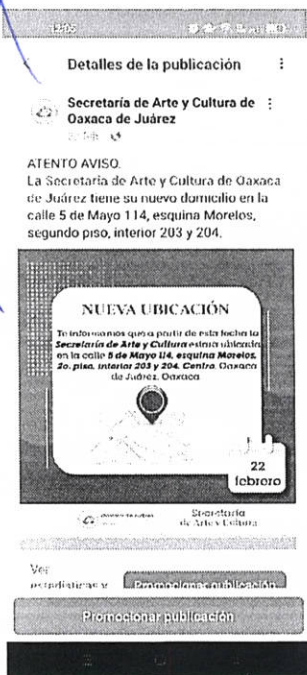 Detalles de la publicación
Secretaría de Arte y Cultura de
Oaxaca de Juárez
ATENTO AVISO.
La Secretaría de Arte y Cultura de Oaxaca
de Juárez tiene su nuevo domicilio en la
calle 5 de Mayo 114, esquina Morelos,
segundo piso, interior 203 y 204.
NUEVA UBICACIÓN
Te informamos que a partir de esta fecha la
Secretaría de Arte y Cultura estará ubicada
en la calle 5 de Mayo 114, esquina Morelos,
2o. piso, interior 203 y 204. Centro, Oaxaca
de Juárez, Oaxaca
22
febrero
Secretaría
de Arte y Cultura
Ver
estadísticas y
Promocionar publicación
Promocionar publicación